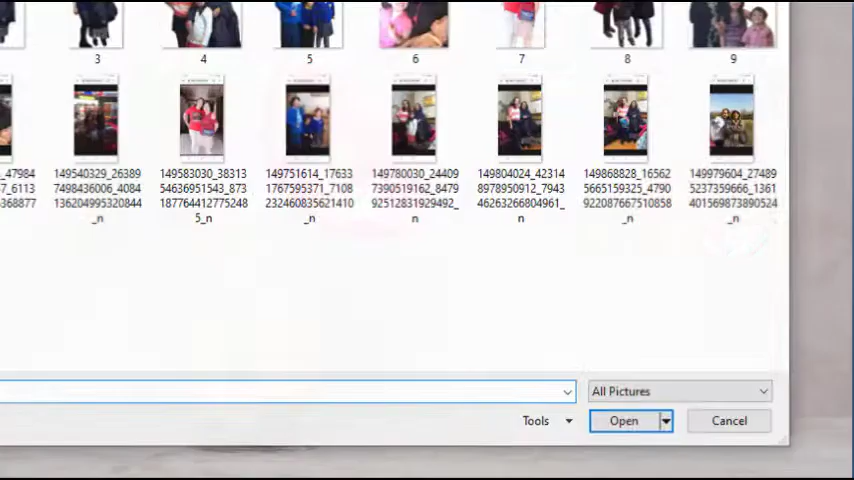 3 4 5 6 7 8 9
_47984 149540329_26389 149583030_38313 149751614_17633 149780030_24409 149804024_42314 149868828_16562 149979604_27489
7_6113 7498436006_4084 54636951543_873 1767595371_7108 7390519162_8479 8978950912_7943 5665159325_4790 5237359666_1361
368877 136204995320844 187764412775248 232460835621410 92512831929492_ 46263266804961_ 922087667510858 401569873890524
_n 5_n _n n n _n _n
All Pictures
Tools Open Cancel